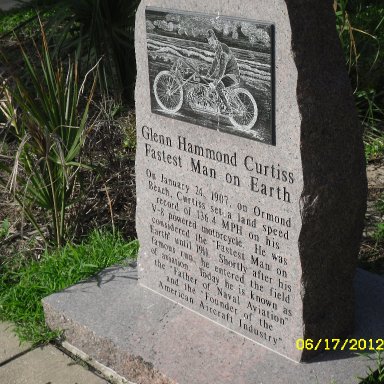 Glenn Hammond Curtiss
Fastest Man on Earth
On January 24, 1907, on Ormond
Beach, Curtiss set a land speed
record of 136.4 MPH on his
V-8 powered motorcycle. He was
considered the "Fastest Man on
Earth" until 1911. Shortly after his
famous run, he entered the field
of aviation. Today he is known as
the "Father of Naval Aviation"
and the "Founder of the
American Aircraft Industry."
06/17/2012